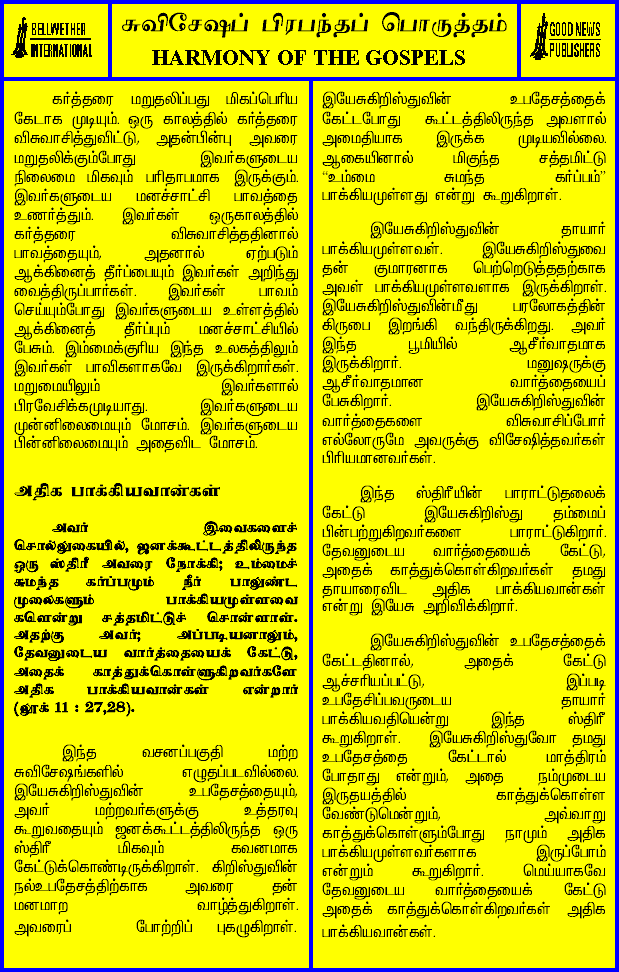 BELLWETHER
INTERNATIONAL
சுவிசேஷப் பிரபந்தப் பொருத்தம்
HARMONY OF THE GOSPELS
GOOD NEWS
PUBLISHERS
கர்த்தரை மறுதலிப்பது மிகப்பெரிய
கேடாக முடியும். ஒரு காலத்தில் கர்த்தரை
விசுவாசித்துவிட்டு, அதன்பின்பு அவரை
மறுதலிக்கும்போது இவர்களுடைய
நிலைமை மிகவும் பரிதாபமாக இருக்கும்.
இவர்களுடைய மனச்சாட்சி பாவத்தை
உணர்த்தும். இவர்கள் ஒருகாலத்தில்
கர்த்தரை விசுவாசித்ததினால்
பாவத்தையும், அதனால் ஏற்படும்
ஆக்கினைத் தீர்ப்பையும் இவர்கள் அறிந்து
வைத்திருப்பார்கள். இவர்கள் பாவம்
செய்யும்போது இவர்களுடைய உள்ளத்தில்
ஆக்கினைத் தீர்ப்பும் மனச்சாட்சியில்
பேசும். இம்மைக்குரிய இந்த உலகத்திலும்
இவர்கள் பாவிகளாகவே இருக்கிறார்கள்.
மறுமையிலும் இவர்களால்
பிரவேசிக்கமுடியாது. இவர்களுடைய
முன்னிலைமையும் மோசம். இவர்களுடைய
பின்னிலைமையும் அதைவிட மோசம்.
அதிக பாக்கியவான்கள்
அவர் இவைகளைச்
சொல்லுகையில், ஜனக்கூட்டத்திலிருந்த
ஒரு ஸ்திரீ அவரை நோக்கி; உம்மைச்
சுமந்த கர்ப்பமும் நீர் பாலுண்ட
முலைகளும் பாக்கியமுள்ளவை
களென்று சத்தமிட்டுச் சொன்னாள்.
அதற்கு அவர்; அப்படியானாலும்,
தேவனுடைய வார்த்தையைக் கேட்டு,
அதைக் காத்துக்கொள்ளுகிறவர்களே
அதிக பாக்கியவான்கள் என்றார்
(லூக் 11 : 27,28).
இந்த வசனப்பகுதி மற்ற
சுவிசேஷங்களில் எழுதப்படவில்லை.
இயேசுகிறிஸ்துவின் உபதேசத்தையும்,
அவர் மற்றவர்களுக்கு உத்தரவு
கூறுவதையும் ஜனக்கூட்டத்திலிருந்த ஒரு
ஸ்திரீ மிகவும் கவனமாக
கேட்டுக்கொண்டிருக்கிறாள். கிறிஸ்துவின்
நல்உபதேசத்திற்காக அவரை தன்
மனமார வாழ்த்துகிறாள்.
அவரைப் போற்றிப் புகழுகிறாள்.
இயேசுகிறிஸ்துவின் உபதேசத்தைக்
கேட்டபோது கூட்டத்திலிருந்த அவளால்
அமைதியாக இருக்க முடியவில்லை.
ஆகையினால் மிகுந்த சத்தமிட்டு
“உம்மை சுமந்த கர்ப்பம்”
பாக்கியமுள்ளது என்று கூறுகிறாள்.
இயேசுகிறிஸ்துவின் தாயார்
பாக்கியமுள்ளவள். இயேசுகிறிஸ்துவை
தன் குமாரனாக பெற்றெடுத்ததற்காக
அவள் பாக்கியமுள்ளவளாக இருக்கிறாள்.
இயேசுகிறிஸ்துவின்மீது பரலோகத்தின்
கிருபை இறங்கி வந்திருக்கிறது. அவர்
இந்த பூமியில் ஆசீர்வாதமாக
இருக்கிறார். மனுஷருக்கு
ஆசீர்வாதமான வார்த்தையைப்
பேசுகிறார். இயேசுகிறிஸ்துவின்
வார்த்தைகளை விசுவாசிப்போர்
எல்லோருமே அவருக்கு விசேஷித்தவர்கள்
பிரியமானவர்கள்.
இந்த ஸ்திரீயின் பாராட்டுதலைக்
கேட்டு இயேசுகிறிஸ்து தம்மைப்
பின்பற்றுகிறவர்களை பாராட்டுகிறார்.
தேவனுடைய வார்த்தையைக் கேட்டு,
அதைக் காத்துக்கொள்கிறவர்கள் தமது
தாயாரைவிட அதிக பாக்கியவான்கள்
என்று இயேசு அறிவிக்கிறார்.
இயேசுகிறிஸ்துவின் உபதேசத்தைக்
கேட்டதினால், அதைக் கேட்டு
ஆச்சரியப்பட்டு, இப்படி
உபதேசிப்பவருடைய தாயார்
பாக்கியவதியென்று இந்த ஸ்திரீ
கூறுகிறாள். இயேசுகிறிஸ்துவோ தமது
உபதேசத்தை கேட்டால் மாத்திரம்
போதாது என்றும், அதை நம்முடைய
இருதயத்தில் காத்துக்கொள்ள
வேண்டுமென்றும், அவ்வாறு
காத்துக்கொள்ளும்போது நாமும் அதிக
பாக்கியமுள்ளவர்களாக இருப்போம்
என்றும் கூறுகிறார். மெய்யாகவே
தேவனுடைய வார்த்தையைக் கேட்டு
அதைக் காத்துக்கொள்கிறவர்கள் அதிக
பாக்கியவான்கள்.